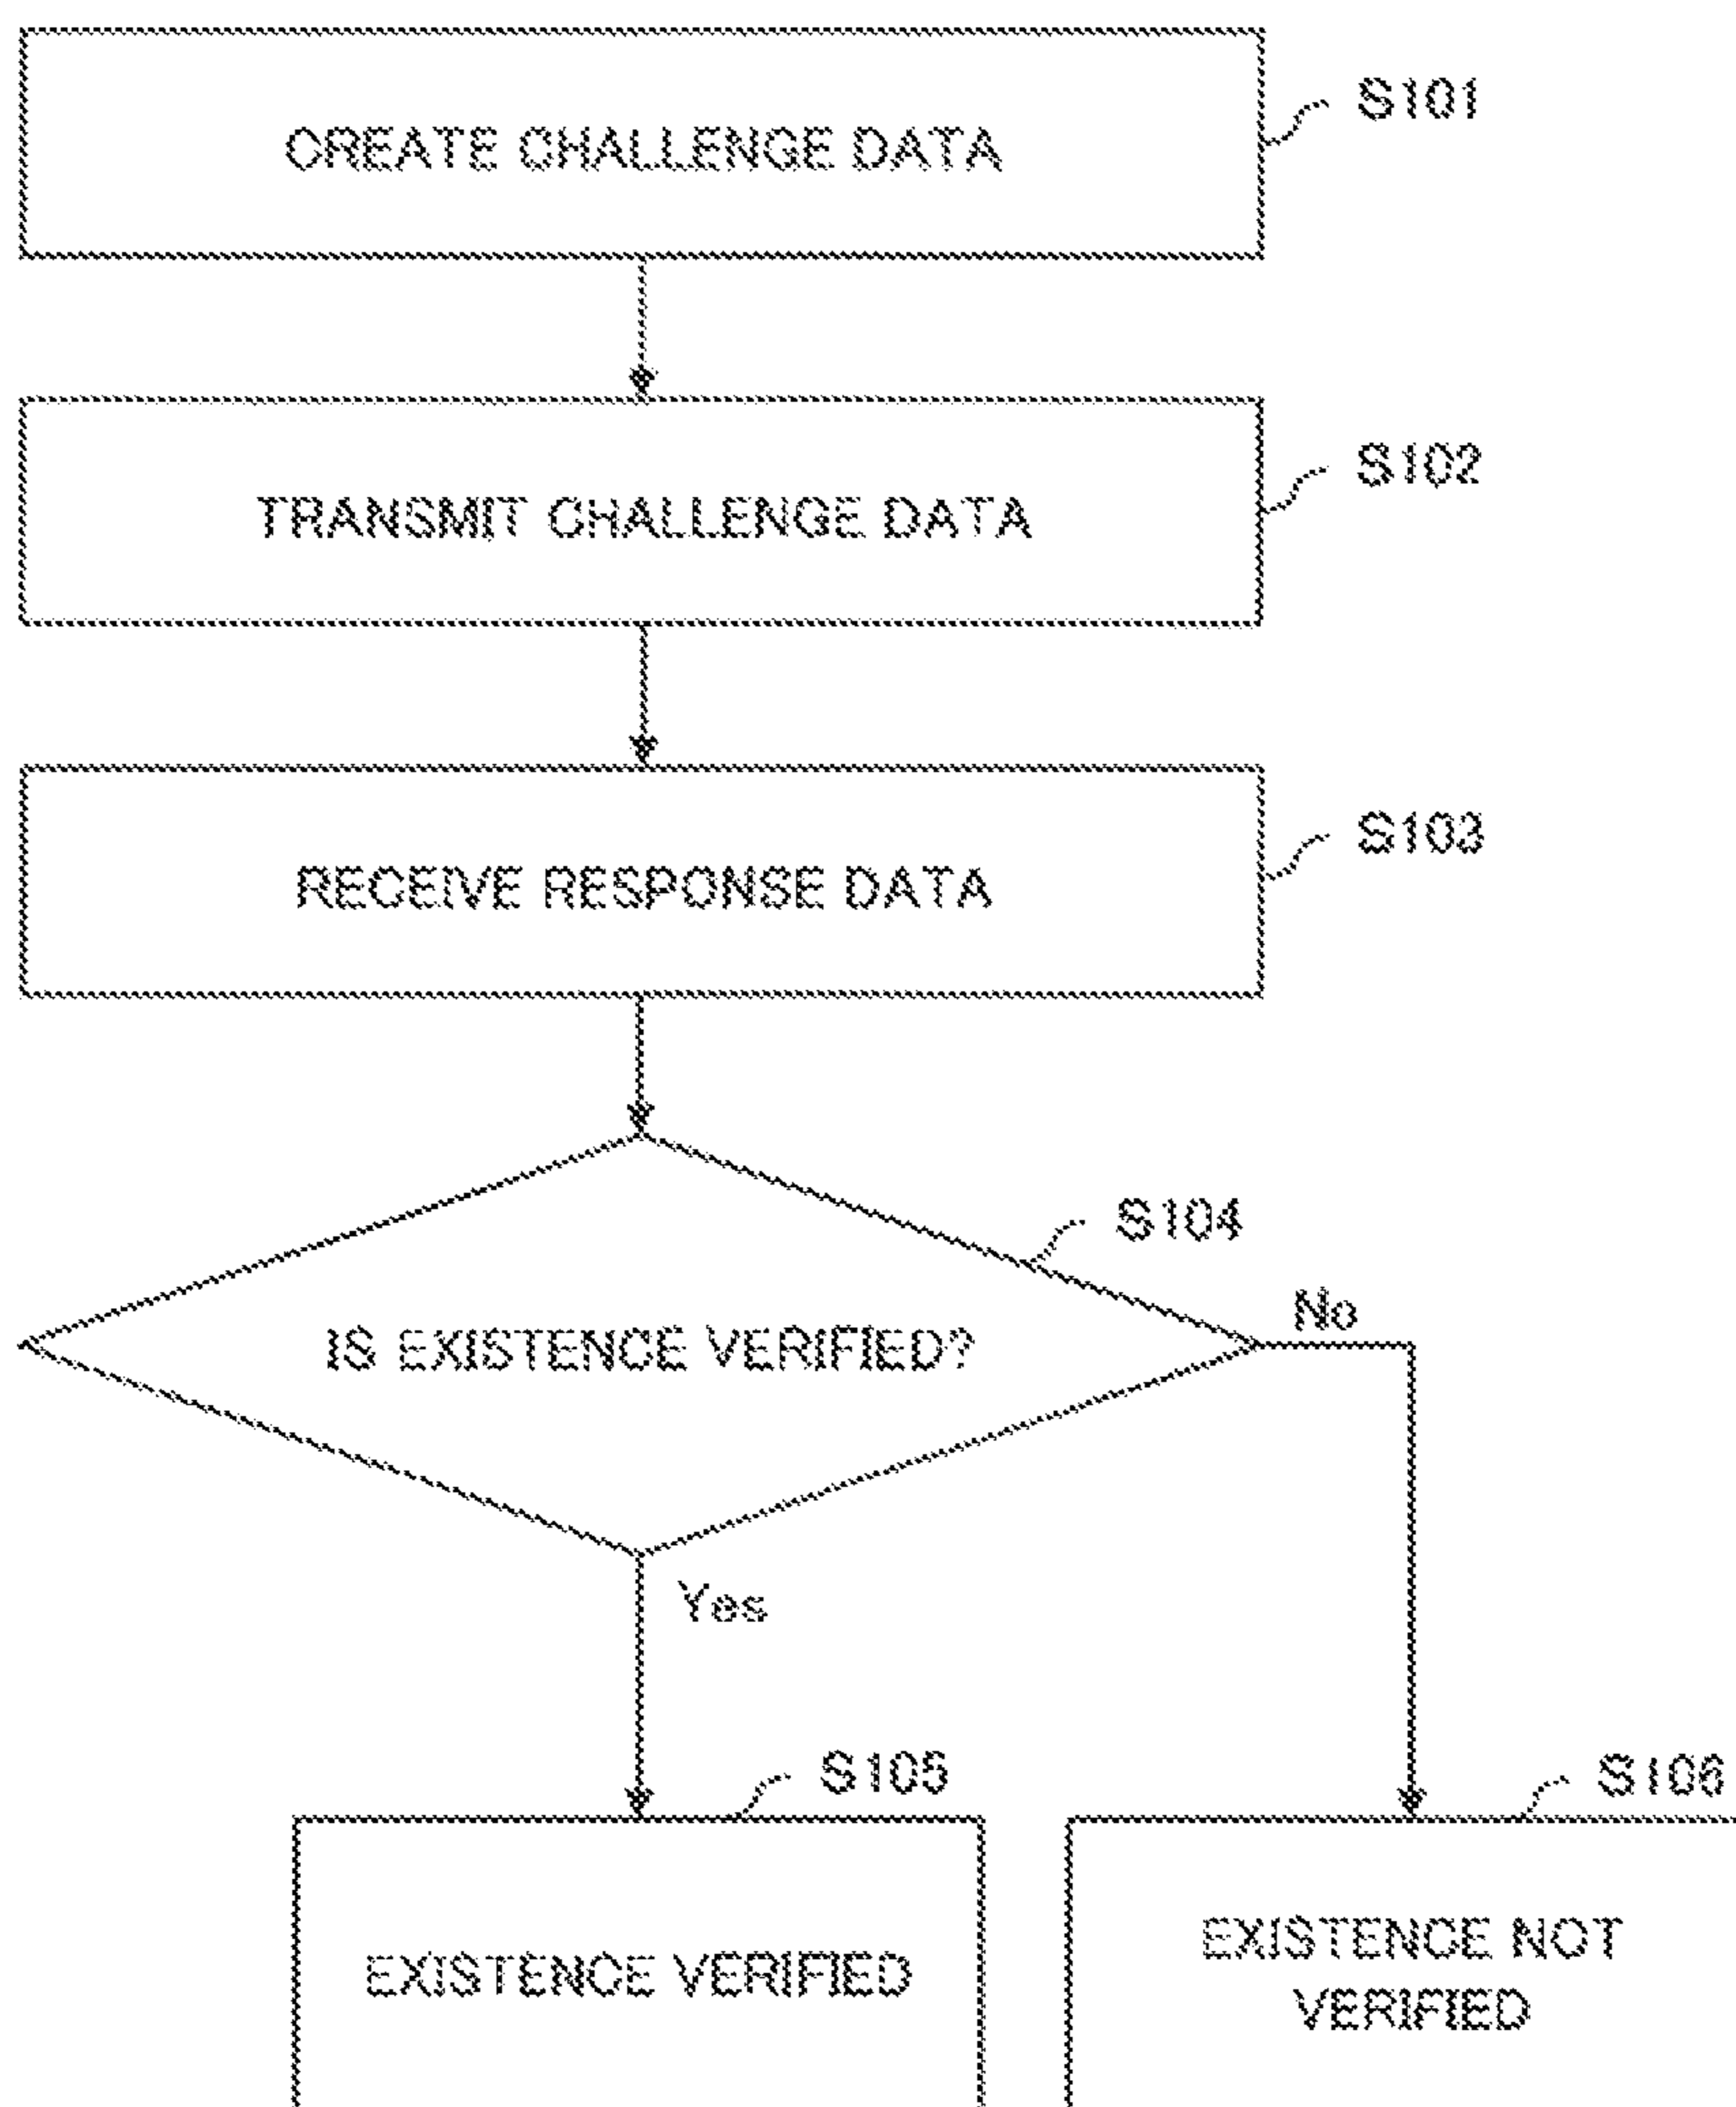 CREATE CHALLENGE DATA
S101
TRANSMIT CHALLENGE DATA
S102
RECEIVE RESPONSE DATA
S103
S104
IS EXISTENCE VERIFIED?
No
Yes
S105
S106
EXISTENCE VERIFIED
EXISTENCE NOT
VERIFIED